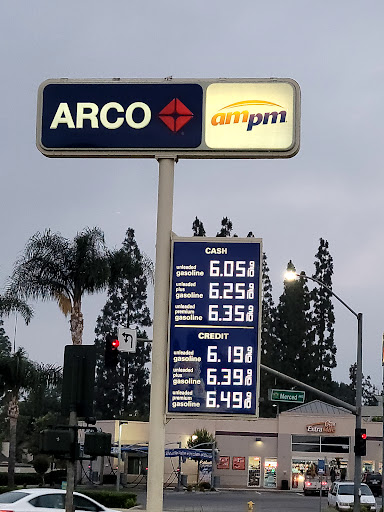 ARCO
ampm
CASH
unleaded gasoline 6.05 9/10
unleaded plus gasoline 6.25 9/10
unleaded premium gasoline 6.35 9/10
CREDIT
unleaded gasoline 6.19 9/10
unleaded plus gasoline 6.39 9/10
unleaded premium gasoline 6.49 9/10
Merced
Extra